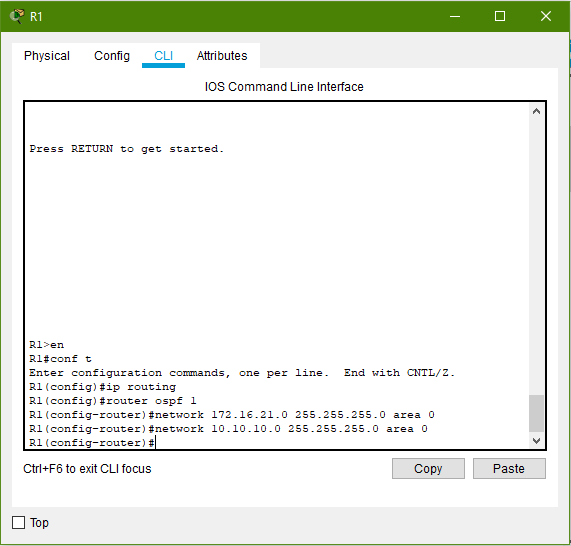 R1
Physical Config CLI Attributes
IOS Command Line Interface
Press RETURN to get started.
R1>en
R1#conf t
Enter configuration commands, one per line.  End with CNTL/Z.
R1(config)#ip routing
R1(config)#router ospf 1
R1(config-router)#network 172.16.21.0 255.255.255.0 area 0
R1(config-router)#network 10.10.10.0 255.255.255.0 area 0
R1(config-router)#
Ctrl+F6 to exit CLI focus
Copy Paste
Top